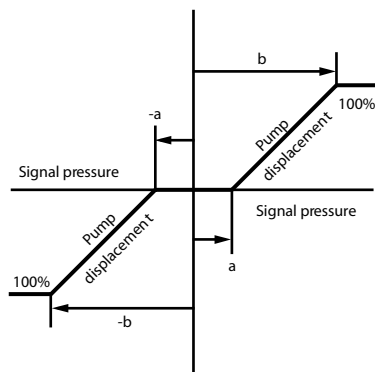 b
-a
100%
Pump
displacement
Signal pressure
Signal pressure
Pump
displacement
a
100%
-b